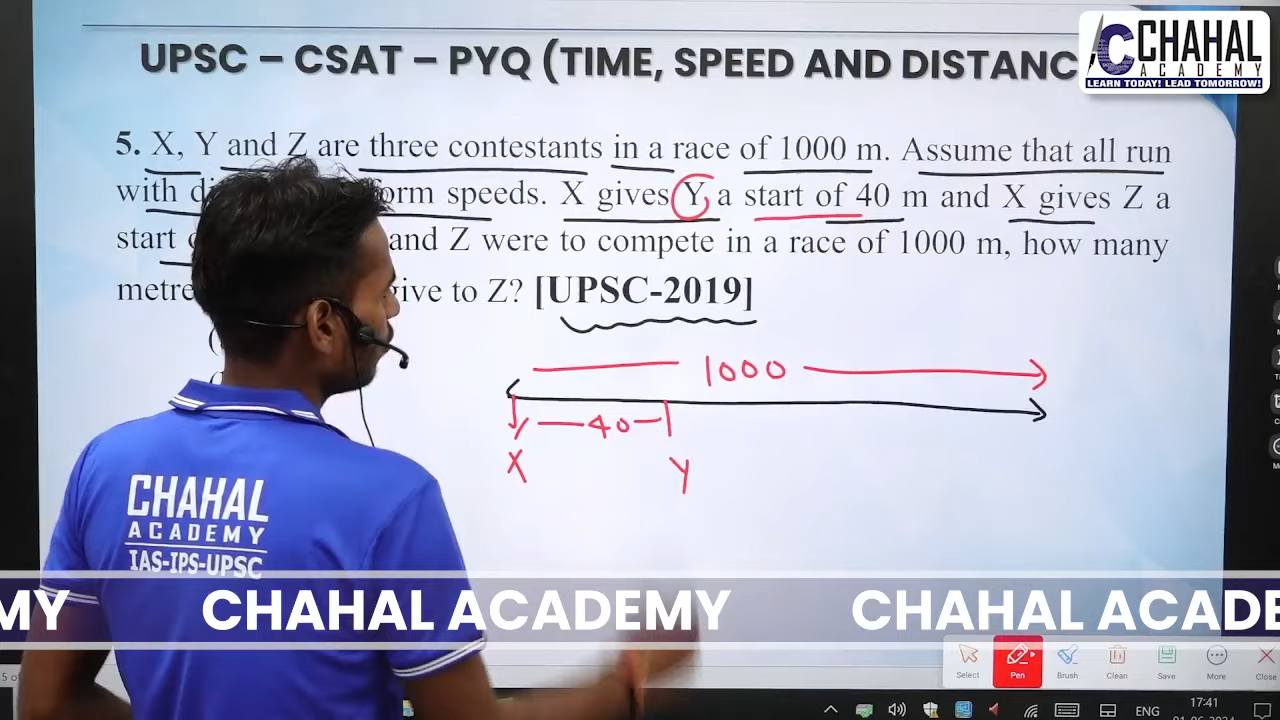 UPSC – CSAT – PYQ (TIME, SPEED AND DISTANC
CHAHAL
ACADEMY
LEARN TODAY! LEAD TOMORROW!
5. X, Y and Z are three contestants in a race of 1000 m. Assume that all run
with form speeds. X gives Y a start of 40 m and X gives Z a
start and Z were to compete in a race of 1000 m, how many
give to Z? [UPSC-2019]
1000
40
X Y
CHAHAL
ACADEMY
IAS-IPS-UPSC
MY CHAHAL ACADEMY CHAHAL ACADE
Select Pen Brush Clean Save More Close
ENG 17:41